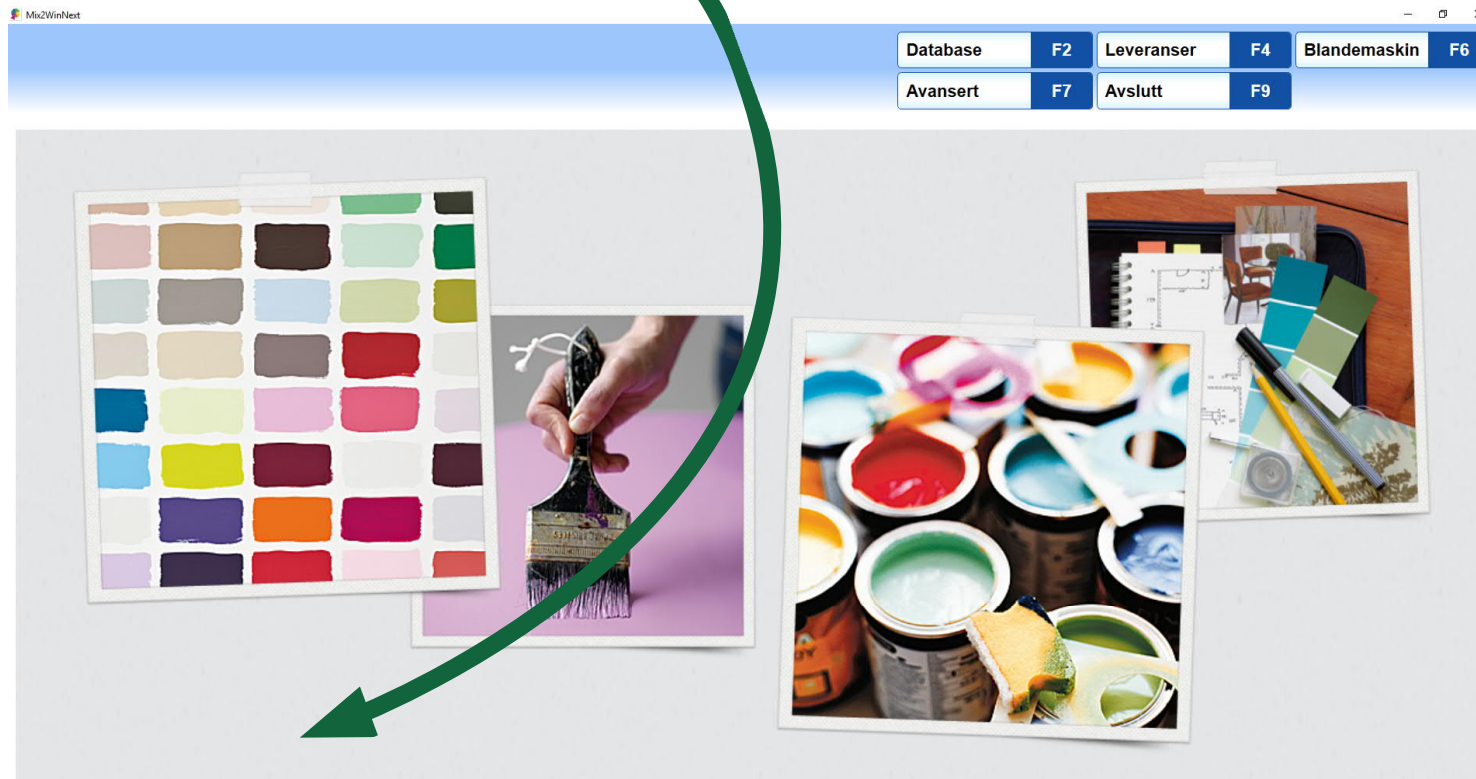 Mix2WinNext
Database F2 Leveranser F4 Blandemaskin F6
Avansert F7 Avslutt F9